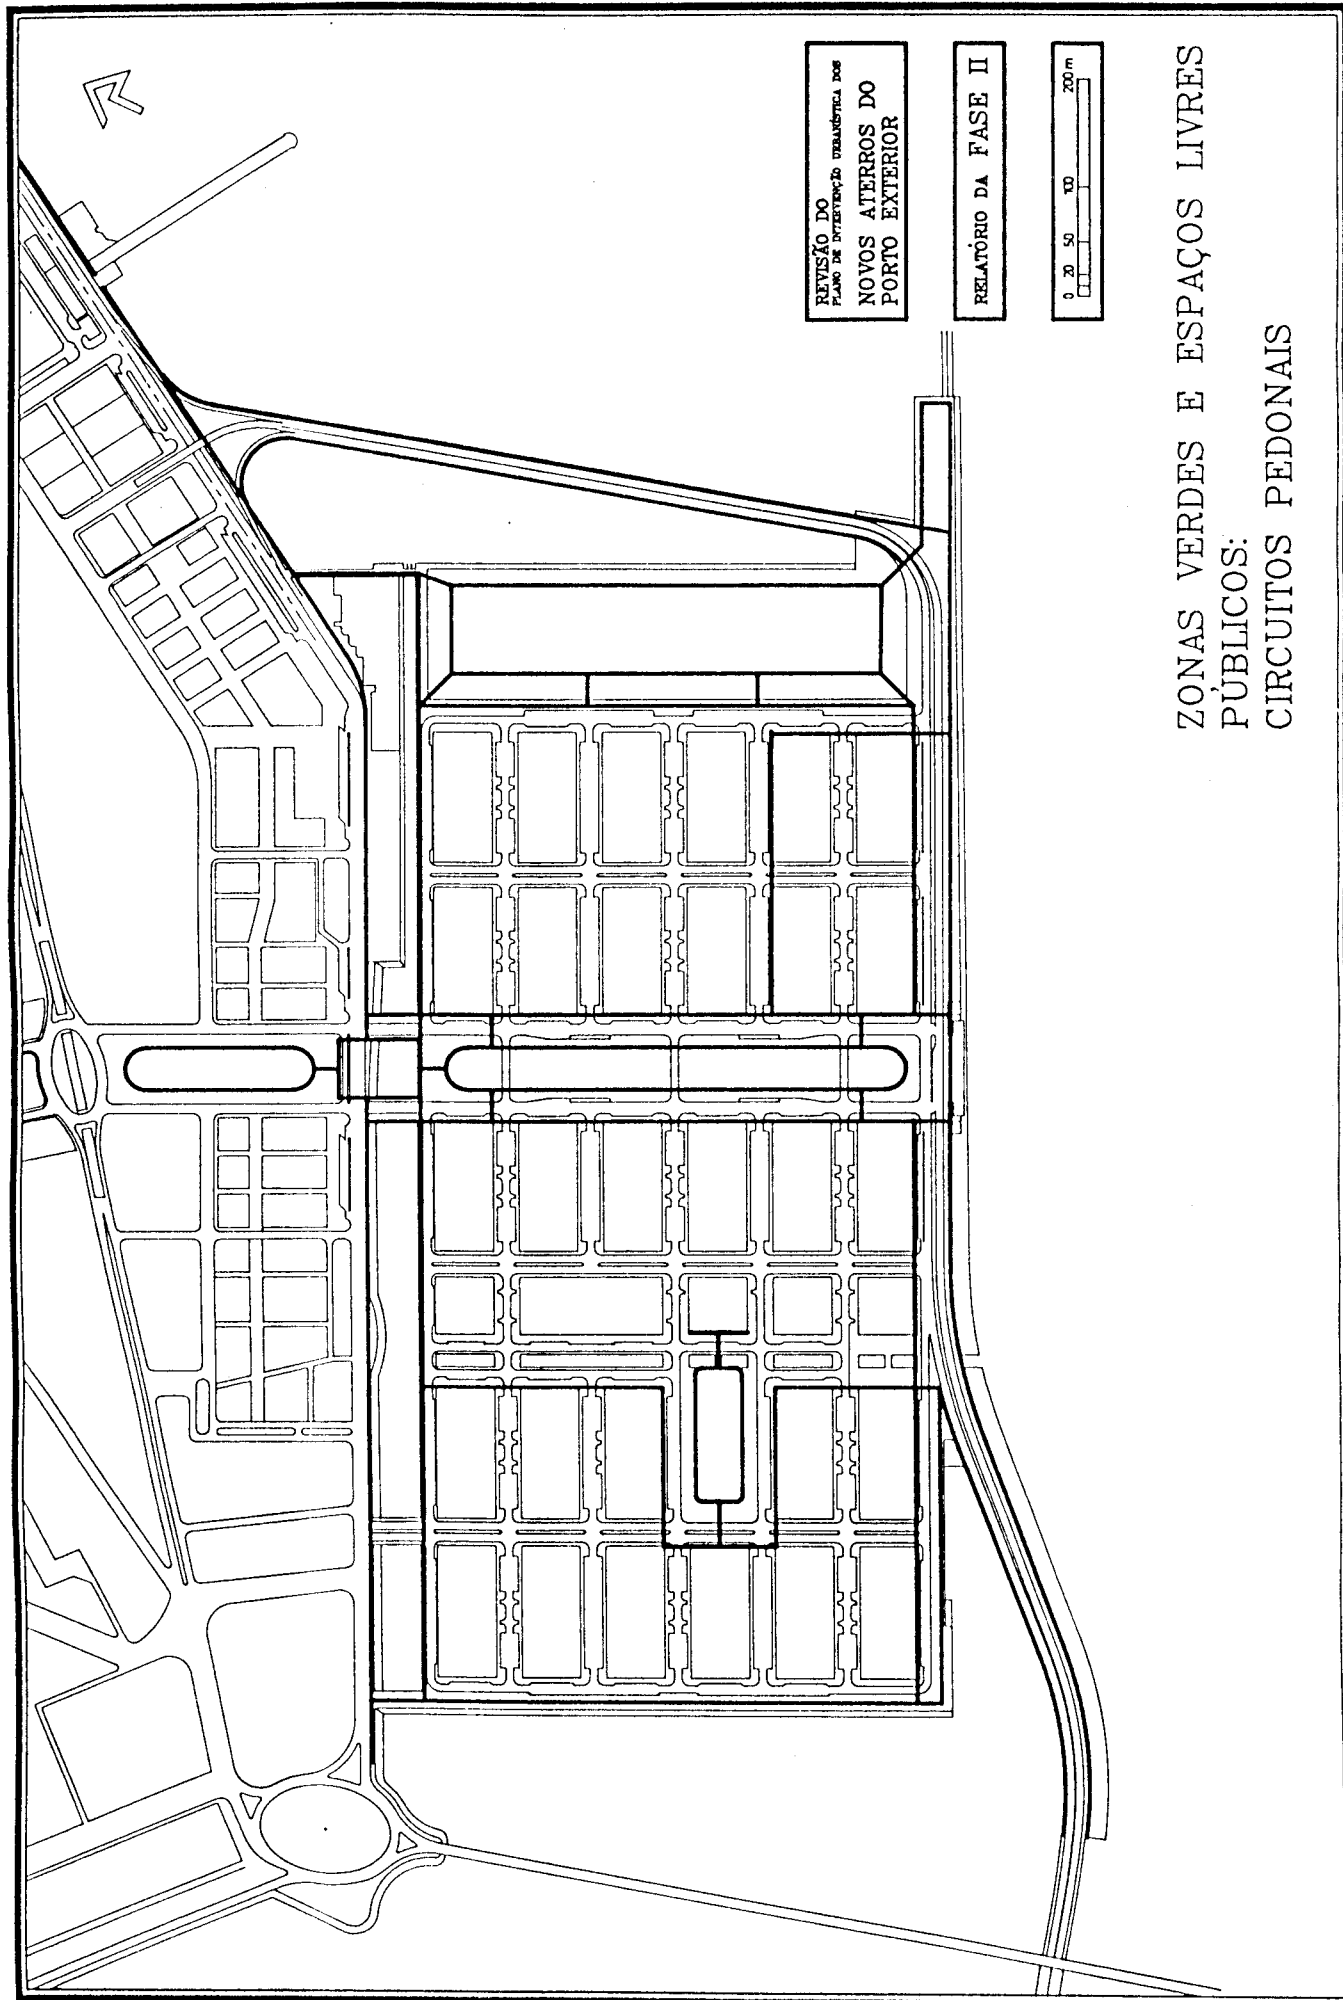 REVISÃO DO
PLANO DE INTERVENÇÃO URBANÍSTICA DOS
NOVOS ATERROS DO
PORTO EXTERIOR
RELATÓRIO DA FASE II
0 20 50 100 200 m
ZONAS VERDES E ESPAÇOS LIVRES
PÚBLICOS:
CIRCUITOS PEDONAIS